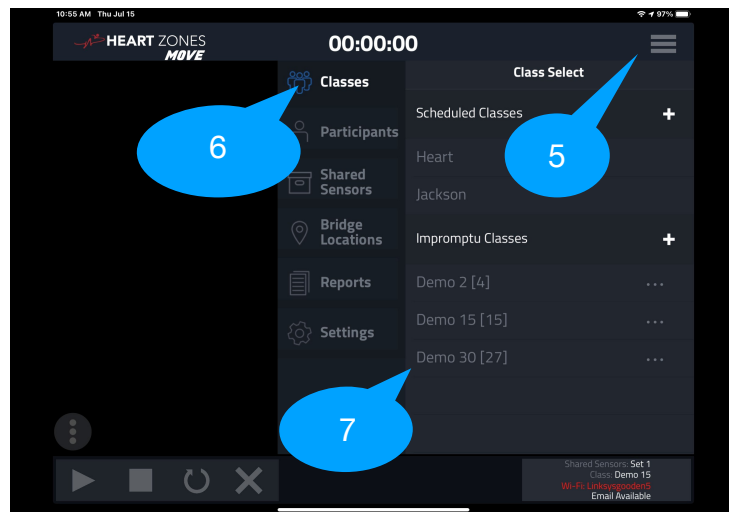 10:55 AM Thu Jul 15
97%
HEART ZONES
MOVE
00:00:00
Classes
Class Select
Participants
Scheduled Classes +
6
5
Heart
Shared
Sensors
Jackson
Bridge
Locations
Impromptu Classes +
Reports
Demo 2 [4] ...
Demo 15 [15] ...
Settings
Demo 30 [27] ...
7
Shared Sensors: Set 1
Class: Demo 15
Wi-Fi: Linksysgooden5
Email Available